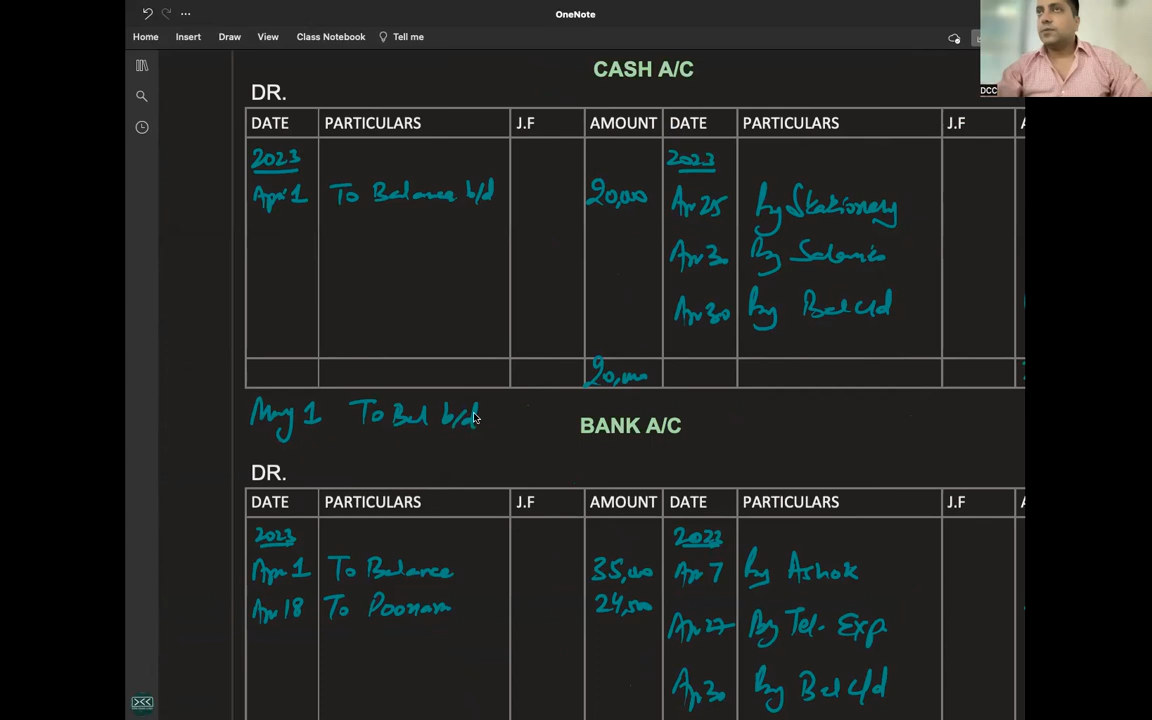 OneNote
Home Insert Draw View Class Notebook Tell me
DCC
CASH A/C
DR.
DATE PARTICULARS J.F AMOUNT DATE PARTICULARS J.F
2023 2023
Apr 1 To Balance b/d 20,000 Apr 25 By Stationery
Apr 30 By Salaries
Apr 30 By Bal c/d
20,000
May 1 To Bal b/d
BANK A/C
DR.
DATE PARTICULARS J.F AMOUNT DATE PARTICULARS J.F
2023 2023
Apr 1 To Balance 35,000 Apr 7 By Ashok
Apr 18 To Poonam 24,500 Apr 27 By Tel. Exp.
Apr 30 By Bal c/d